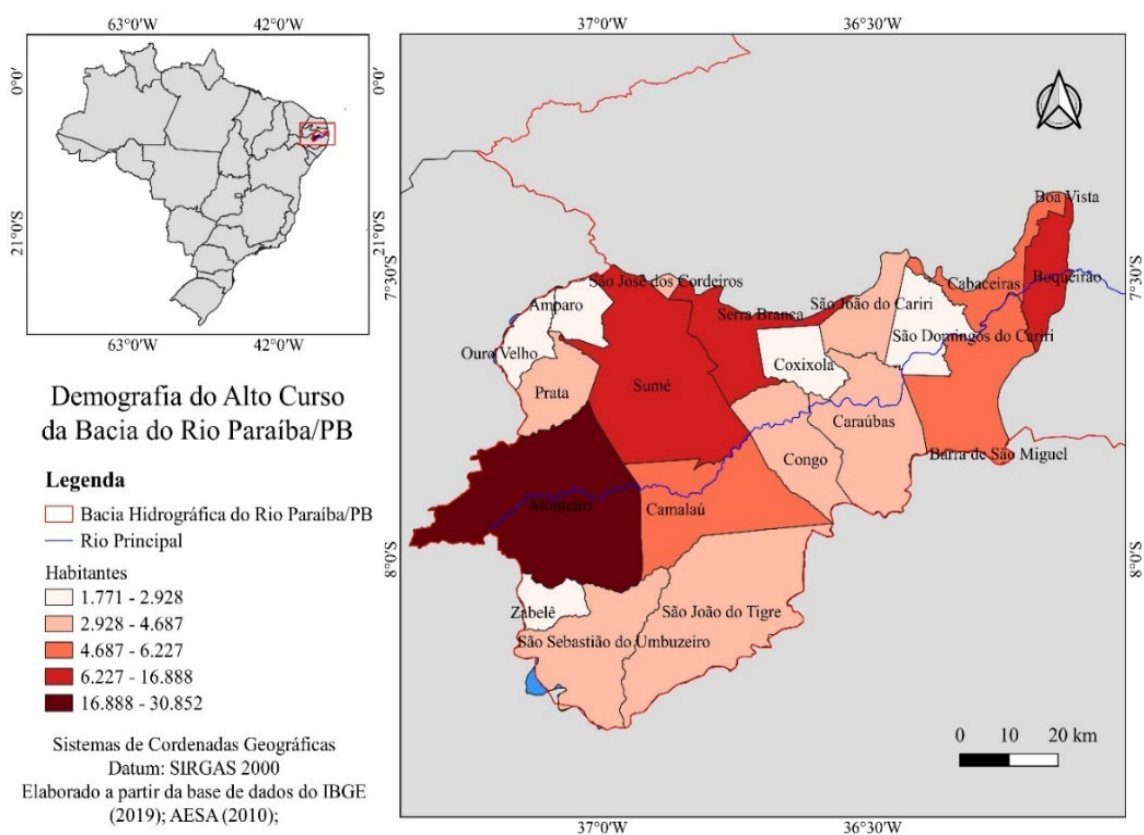 63°0'W
42°0'W
0°0'
0°0'
21°0'S
21°0'S
63°0'W
42°0'W
Demografia do Alto Curso
da Bacia do Rio Paraíba/PB
Legenda
Bacia Hidrográfica do Rio Paraíba/PB
Rio Principal
Habitantes
1.771 - 2.928
2.928 - 4.687
4.687 - 6.227
6.227 - 16.888
16.888 - 30.852
Sistemas de Cordenadas Geográficas
Datum: SIRGAS 2000
Elaborado a partir da base de dados do IBGE
(2019); AESA (2010);
37°0'W
36°30'W
7°30'S
7°30'S
8°0'S
8°0'S
Boa Vista
São José dos Cordeiros
Cabaceiras
Boqueirão
Amparo
São João do Cariri
Serra Branca
São Domingos do Cariri
Ouro Velho
Coxixola
Prata
Sumé
Caraúbas
Congo
Barra de São Miguel
Monteiro
Camalaú
Zabelê
São João do Tigre
São Sebastião do Umbuzeiro
0 10 20 km
37°0'W
36°30'W